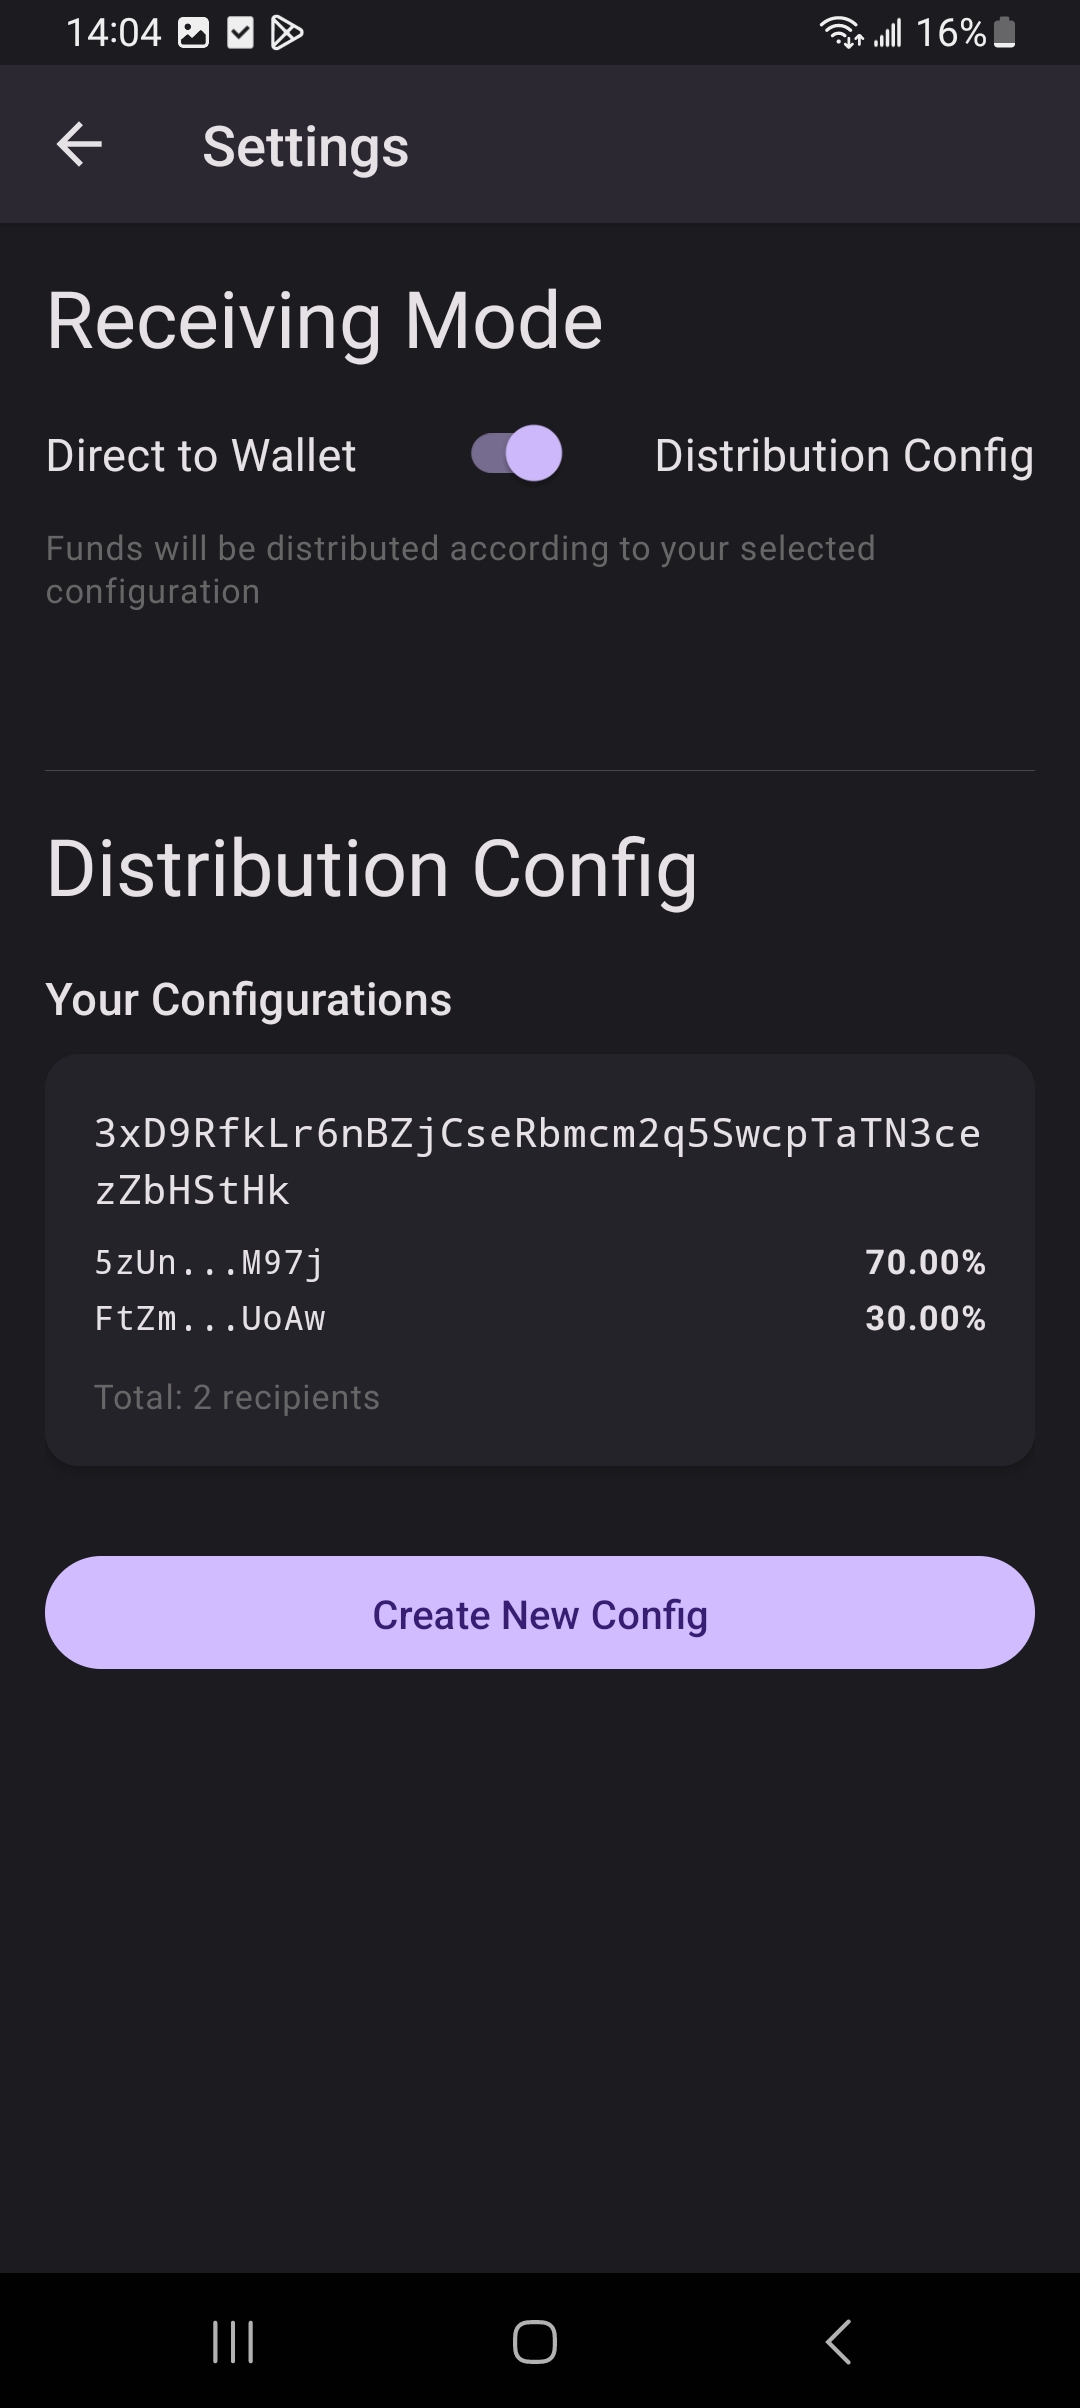 14:04 16%
Settings
Receiving Mode
Direct to Wallet Distribution Config
Funds will be distributed according to your selected
configuration
Distribution Config
Your Configurations
3xD9RfkLr6nBZjCseRbmcm2q5SwcpTaTN3ce
zZbHStHk
5zUn...M97j 70.00%
FtZm...UoAw 30.00%
Total: 2 recipients
Create New Config